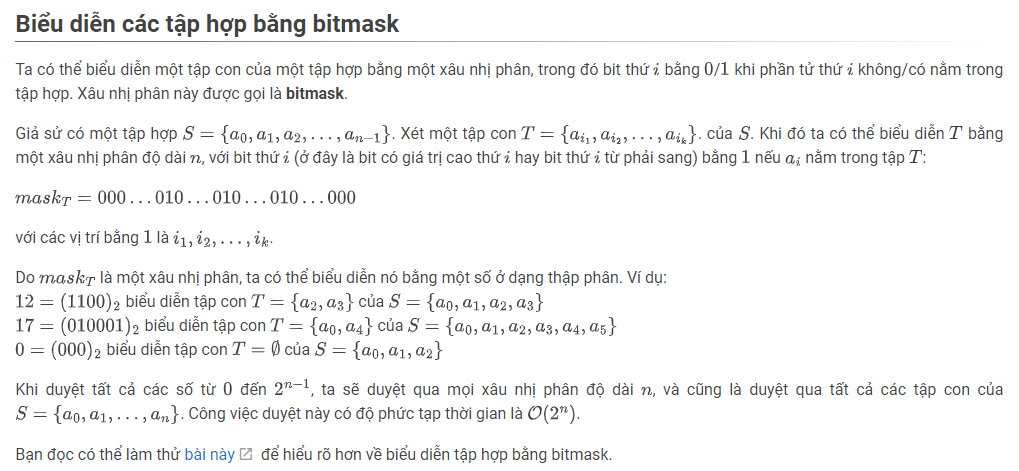 Biểu diễn các tập hợp bằng bitmask
Ta có thể biểu diễn một tập con của một tập hợp bằng một xâu nhị phân, trong đó bit thứ i bằng 0/1 khi phần tử thứ i không/có nằm trong
tập hợp. Xâu nhị phân này được gọi là bitmask.
Giả sử có một tập hợp S = {a₀, a₁, a₂, …, aₙ₋₁}. Xét một tập con T = {a_{i₁}, a_{i₂}, …, a_{iₖ}}. của S. Khi đó ta có thể biểu diễn T bằng
một xâu nhị phân độ dài n, với bit thứ i (ở đây là bit có giá trị cao thứ i hay bit thứ i từ phải sang) bằng 1 nếu aᵢ nằm trong tập T:
mask_T = 000 … 010 … 010 … 010 … 000
với các vị trí bằng 1 là i₁, i₂, …, iₖ.
Do mask_T là một xâu nhị phân, ta có thể biểu diễn nó bằng một số ở dạng thập phân. Ví dụ:
12 = (1100)₂ biểu diễn tập con T = {a₂, a₃} của S = {a₀, a₁, a₂, a₃}
17 = (010001)₂ biểu diễn tập con T = {a₀, a₄} của S = {a₀, a₁, a₂, a₃, a₄, a₅}
0 = (000)₂ biểu diễn tập con T = ∅ của S = {a₀, a₁, a₂}
Khi duyệt tất cả các số từ 0 đến 2ⁿ⁻¹, ta sẽ duyệt qua mọi xâu nhị phân độ dài n, và cũng là duyệt qua tất cả các tập con của
S = {a₀, a₁, …, aₙ}. Công việc duyệt này có độ phức tạp thời gian là O(2ⁿ).
Bạn đọc có thể làm thử bài này để hiểu rõ hơn về biểu diễn tập hợp bằng bitmask.